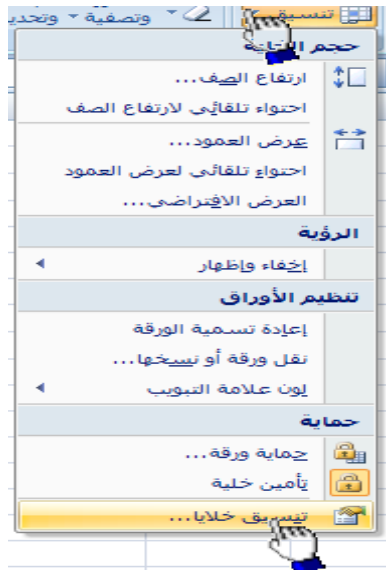 تنسيق وتصفية وتحديد
حجم الخلية
ارتفاع الصف...
احتواء تلقائي لارتفاع الصف
عرض العمود...
احتواء تلقائي لعرض العمود
العرض الافتراضي...
الرؤية
إخفاء وإظهار
تنظيم الأوراق
إعادة تسمية الورقة
نقل ورقة أو نسخها...
لون علامة التبويب
حماية
حماية ورقة...
تأمين خلية
تنسيق خلايا...